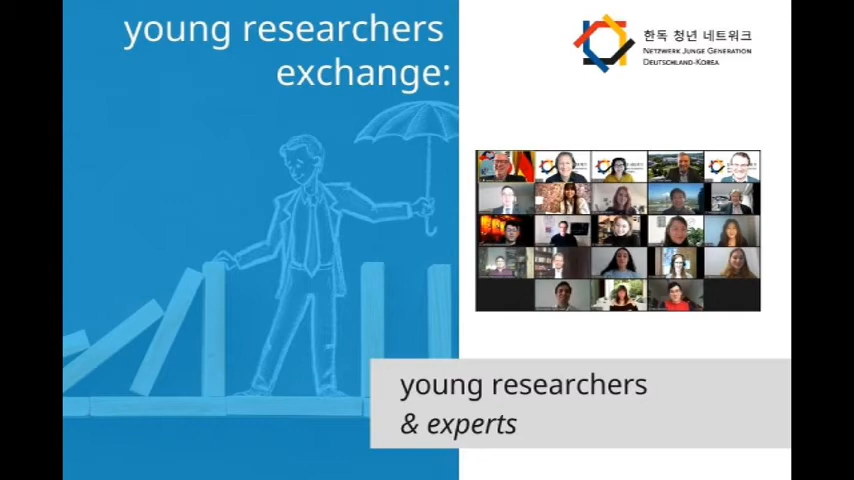 young researchers
exchange:
한독 청년 네트워크
Netzwerk Junge Generation
Deutschland-Korea
young researchers
& experts